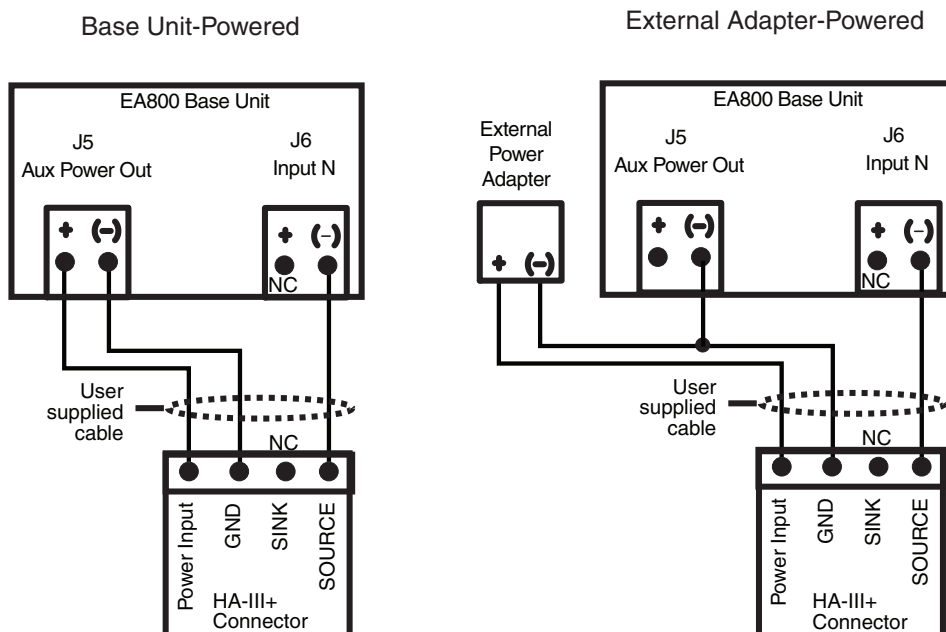 Base Unit-Powered
EA800 Base Unit
J5
Aux Power Out
J6
Input N
+ (-)
+ (-)
NC
User
supplied
cable
NC
Power Input
GND
SINK
SOURCE
HA-III+
Connector
External Adapter-Powered
External
Power
Adapter
+ (-)
EA800 Base Unit
J5
Aux Power Out
J6
Input N
+ (-)
+ (-)
NC
User
supplied
cable
NC
Power Input
GND
SINK
SOURCE
HA-III+
Connector